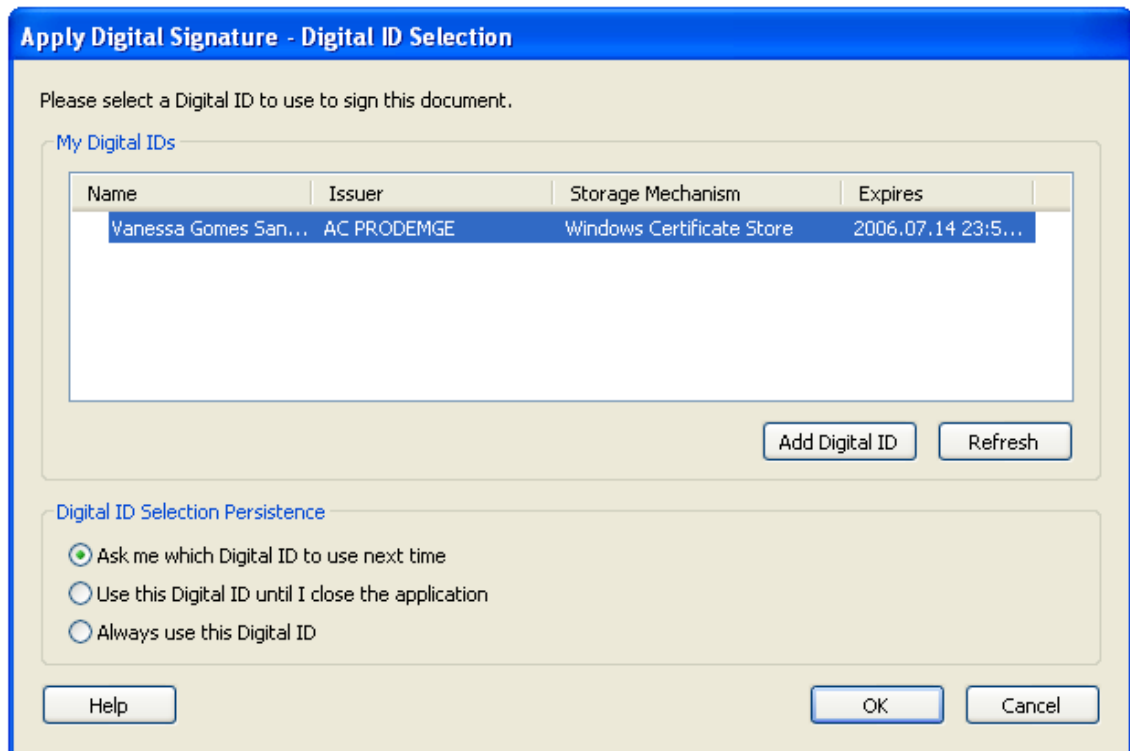 Apply Digital Signature - Digital ID Selection
Please select a Digital ID to use to sign this document.
My Digital IDs
Name Issuer Storage Mechanism Expires
Vanessa Gomes San... AC PRODEMGE Windows Certificate Store 2006.07.14 23:5...
Add Digital ID Refresh
Digital ID Selection Persistence
Ask me which Digital ID to use next time
Use this Digital ID until I close the application
Always use this Digital ID
Help OK Cancel